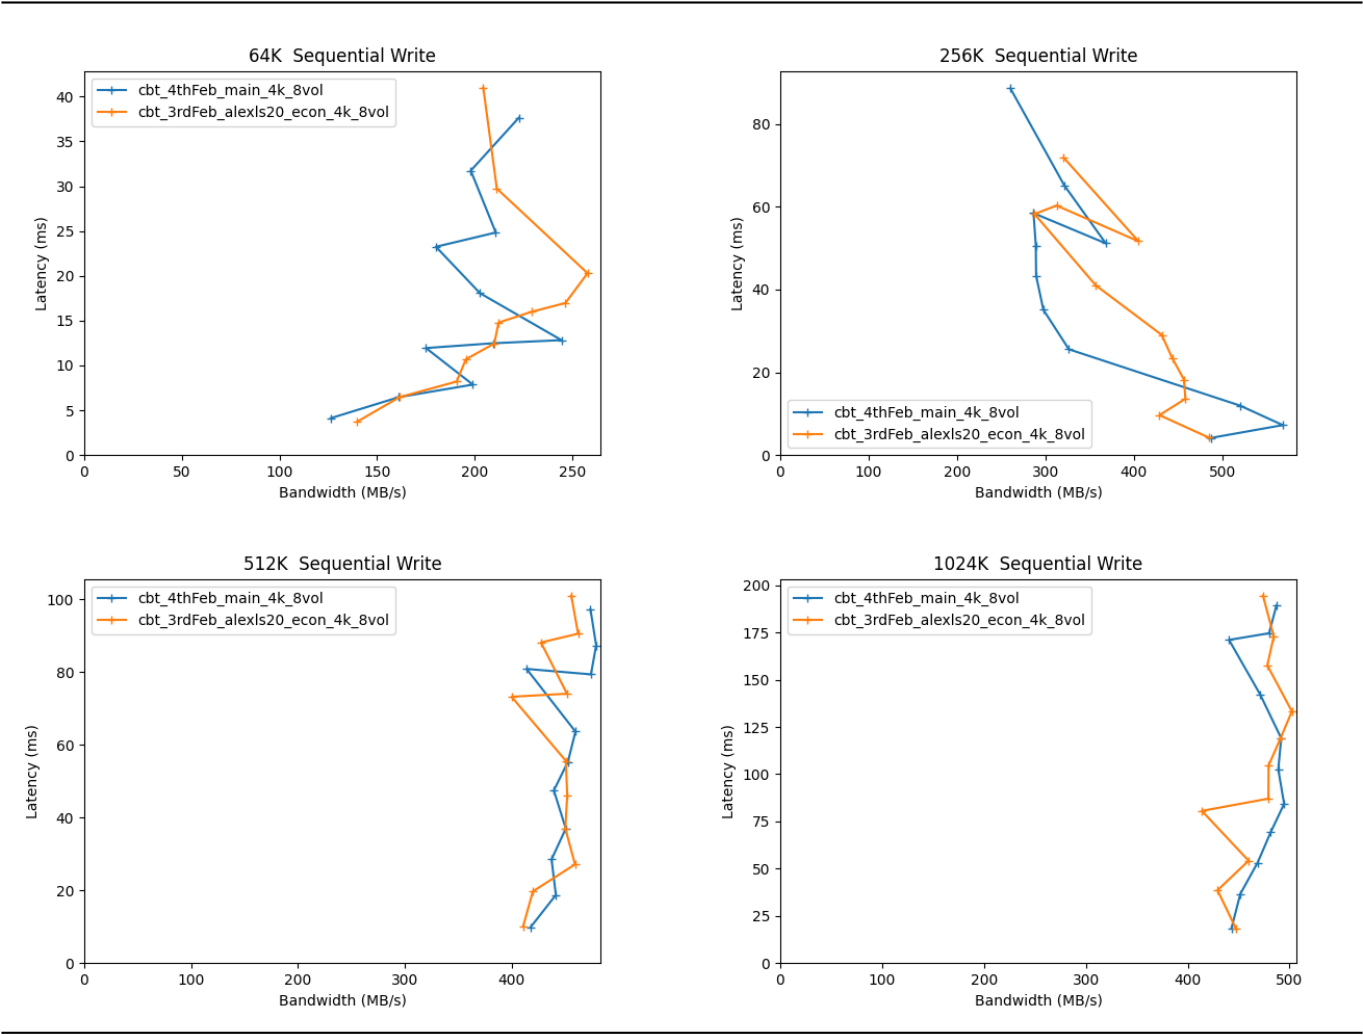 64K  Sequential Write
cbt_4thFeb_main_4k_8vol
cbt_3rdFeb_alexls20_econ_4k_8vol
40
35
30
25
20
15
10
5
0
Latency (ms)
0 50 100 150 200 250
Bandwidth (MB/s)
256K  Sequential Write
80
60
40
20
0
Latency (ms)
cbt_4thFeb_main_4k_8vol
cbt_3rdFeb_alexls20_econ_4k_8vol
0 100 200 300 400 500
Bandwidth (MB/s)
512K  Sequential Write
cbt_4thFeb_main_4k_8vol
cbt_3rdFeb_alexls20_econ_4k_8vol
100
80
60
40
20
0
Latency (ms)
0 100 200 300 400
Bandwidth (MB/s)
1024K  Sequential Write
cbt_4thFeb_main_4k_8vol
cbt_3rdFeb_alexls20_econ_4k_8vol
200
175
150
125
100
75
50
25
0
Latency (ms)
0 100 200 300 400 500
Bandwidth (MB/s)